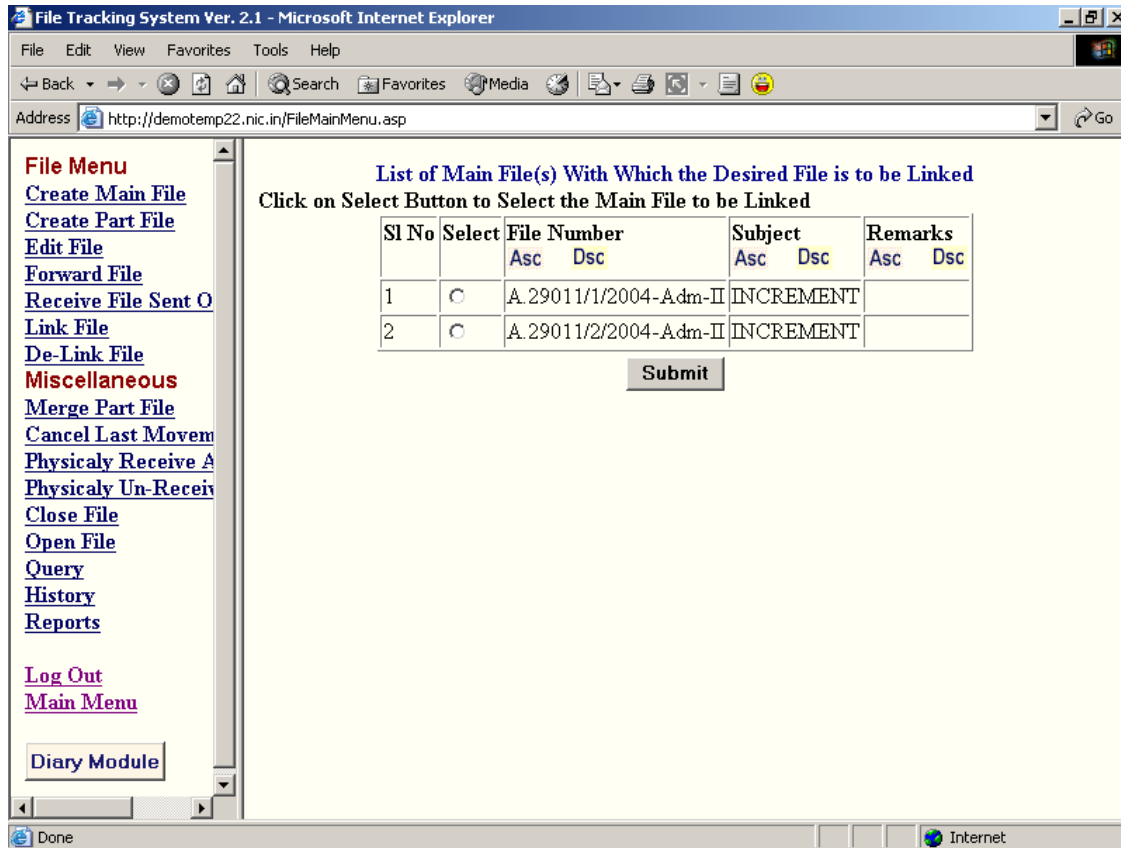 File Tracking System Ver. 2.1 - Microsoft Internet Explorer
File Edit View Favorites Tools Help
Back Search Favorites Media
Address http://demotemp22.nic.in/FileMainMenu.asp Go
File Menu
Create Main File
Create Part File
Edit File
Forward File
Receive File Sent O
Link File
De-Link File
Miscellaneous
Merge Part File
Cancel Last Movem
Physicaly Receive A
Physicaly Un-Receiv
Close File
Open File
Query
History
Reports
Log Out
Main Menu
Diary Module
List of Main File(s) With Which the Desired File is to be Linked
Click on Select Button to Select the Main File to be Linked
Sl No Select File Number Subject Remarks
Asc Dsc Asc Dsc Asc Dsc
1 A.29011/1/2004-Adm-II INCREMENT
2 A.29011/2/2004-Adm-II INCREMENT
Submit
Done Internet